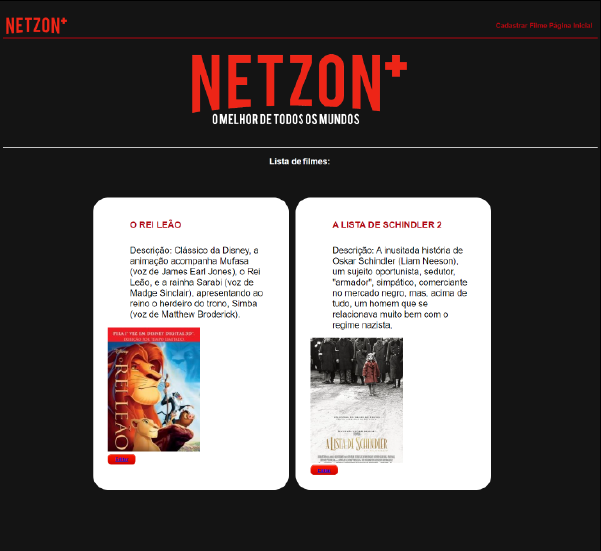 NETZON+
Cadastrar Filme Pagina Inicial
NETZON+
O MELHOR DE TODOS OS MUNDOS
Lista de filmes:
O REI LEÃO
Descrição: Clássico da Disney, a
animação acompanha Mufasa
(voz de James Earl Jones), o Rei
Leão, e a rainha Sarabi (voz de
Madge Sinclair), apresentando ao
reino o herdeiro do trono, Simba
(voz de Matthew Broderick).
O REI LEÃO
A LISTA DE SCHINDLER 2
Descrição: A inusitada história de
Oskar Schindler (Liam Neeson),
um sujeito oportunista, sedutor,
"armador", simpático, comerciante
no mercado negro, mas, acima de
tudo, um homem que se
relacionava muito bem com o
regime nazista,
A LISTA DE SCHINDLER